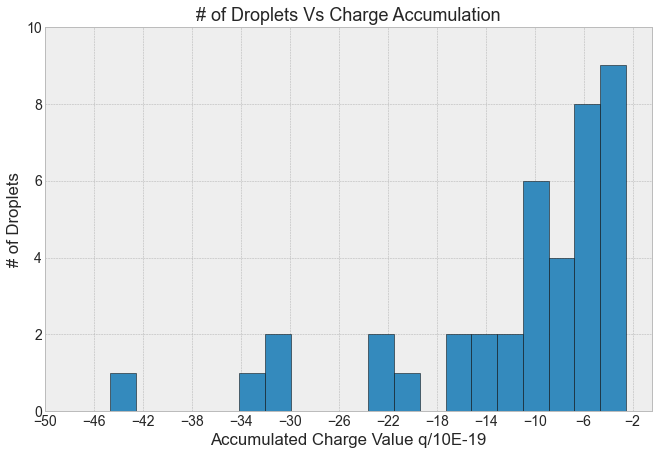 # of Droplets Vs Charge Accumulation
10
8
6
4
2
0
# of Droplets
−50 −46 −42 −38 −34 −30 −26 −22 −18 −14 −10 −6 −2
Accumulated Charge Value q/10E-19